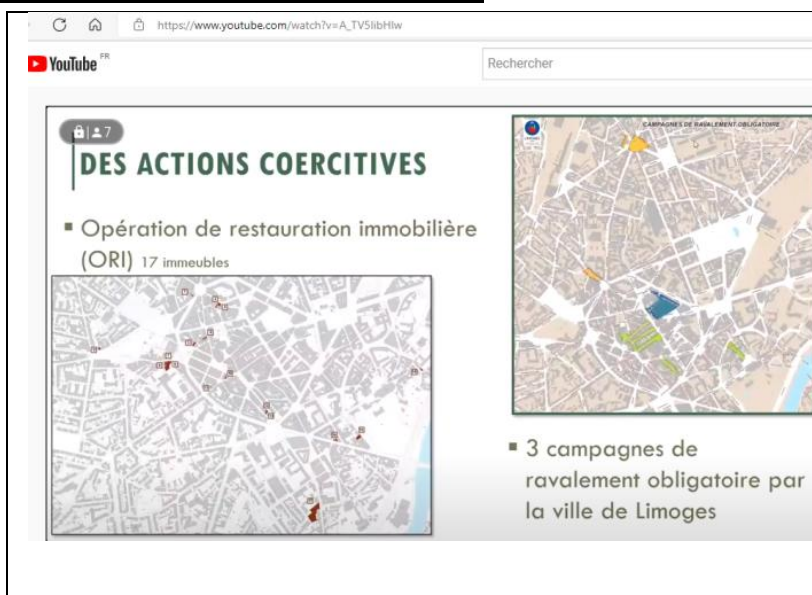 https://www.youtube.com/watch?v=A_TV5IibHIw
YouTube FR
Rechercher
7
DES ACTIONS COERCITIVES
▪ Opération de restauration immobilière
(ORI) 17 immeubles
CAMPAGNES DE RAVALEMENT OBLIGATOIRE
▪ 3 campagnes de
ravalement obligatoire par
la ville de Limoges